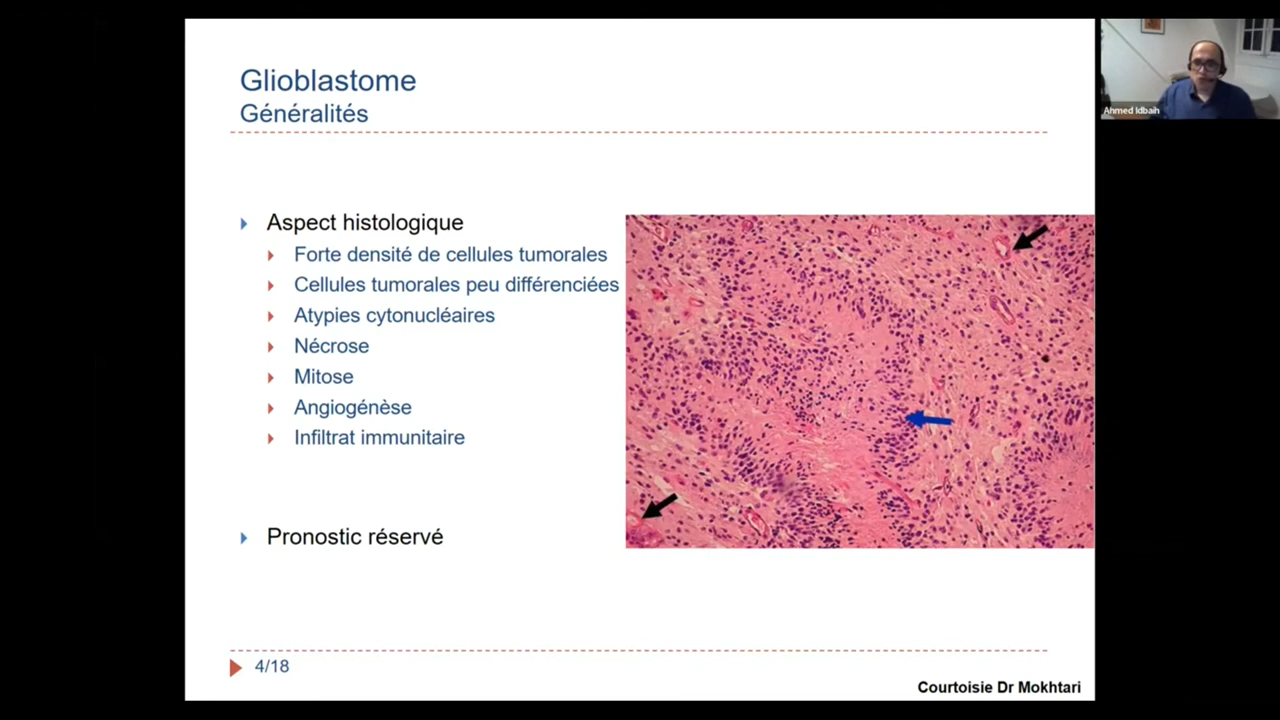 Glioblastome
Généralités
Aspect histologique
Forte densité de cellules tumorales
Cellules tumorales peu différenciées
Atypies cytonucléaires
Nécrose
Mitose
Angiogénèse
Infiltrat immunitaire
Pronostic réservé
4/18
Courtoisie Dr Mokhtari
Ahmed Idbaih